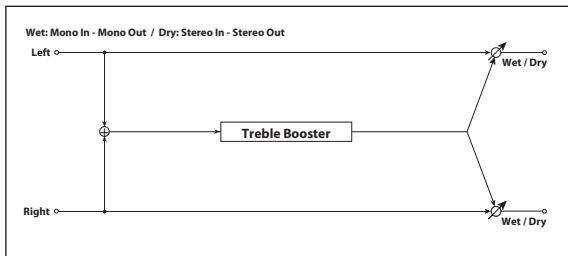 Wet: Mono In - Mono Out / Dry: Stereo In - Stereo Out
Left
Wet / Dry
Treble Booster
Right
Wet / Dry